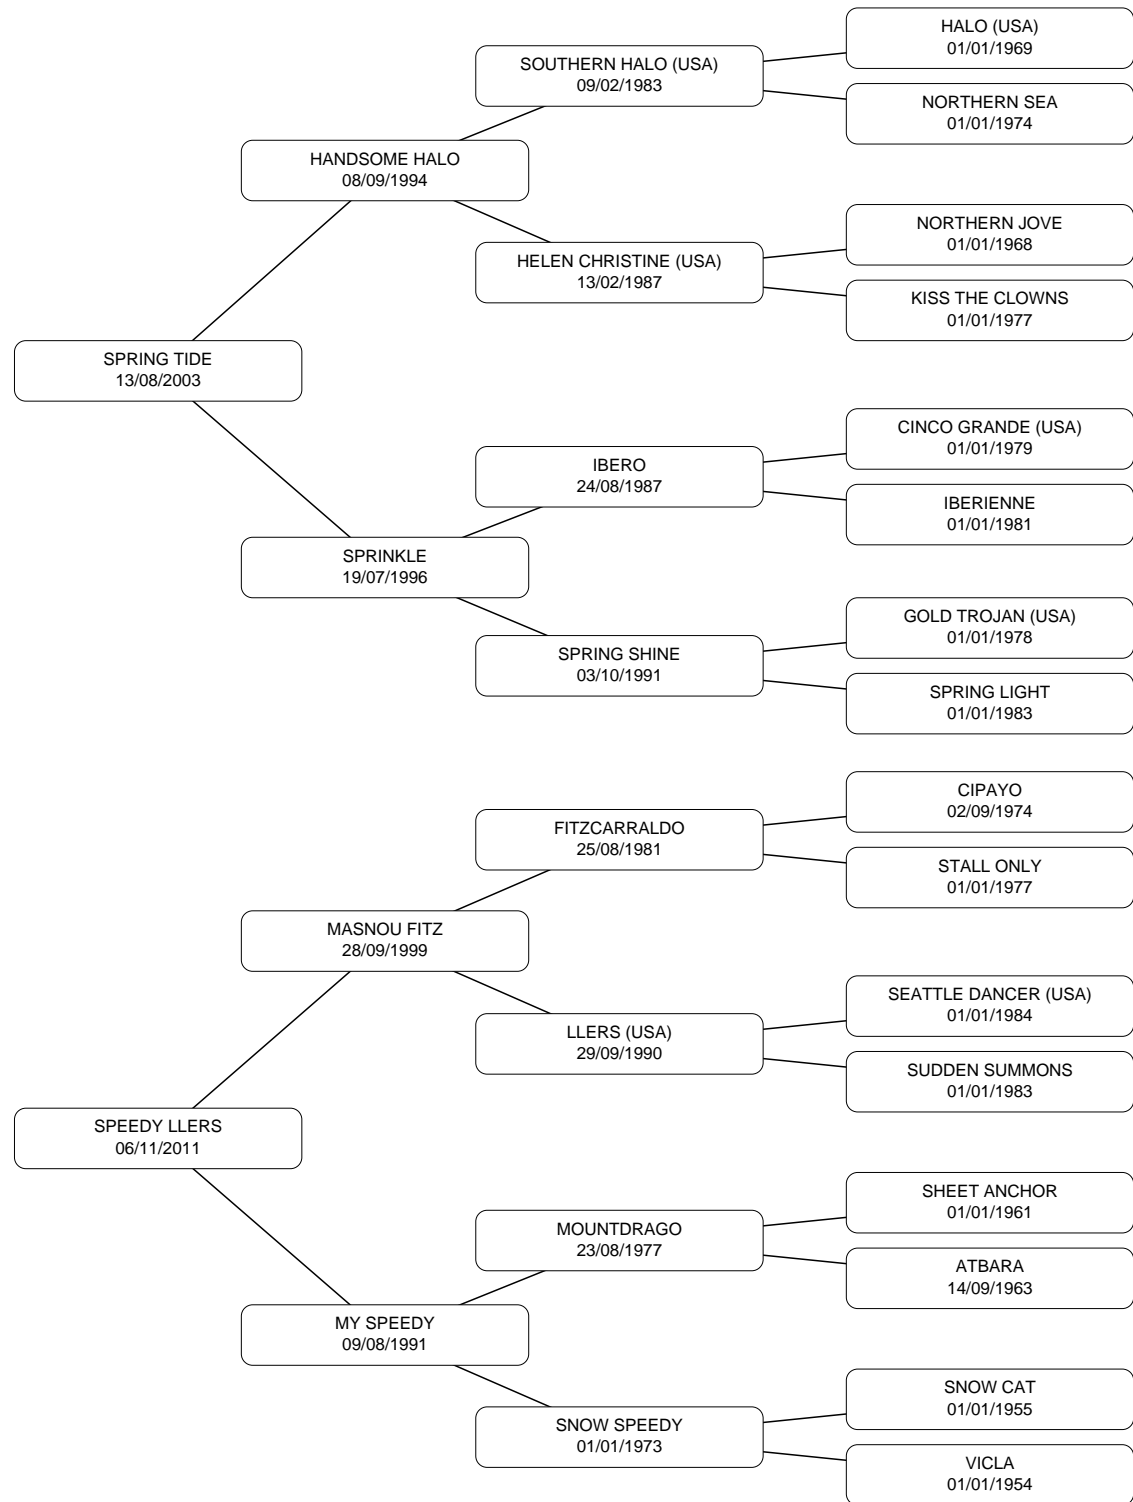 HALO (USA)
01/01/1969
SOUTHERN HALO (USA)
09/02/1983
NORTHERN SEA
01/01/1974
HANDSOME HALO
08/09/1994
NORTHERN JOVE
01/01/1968
HELEN CHRISTINE (USA)
13/02/1987
KISS THE CLOWNS
01/01/1977
SPRING TIDE
13/08/2003
CINCO GRANDE (USA)
01/01/1979
IBERO
24/08/1987
IBERIENNE
01/01/1981
SPRINKLE
19/07/1996
GOLD TROJAN (USA)
01/01/1978
SPRING SHINE
03/10/1991
SPRING LIGHT
01/01/1983
CIPAYO
02/09/1974
FITZCARRALDO
25/08/1981
STALL ONLY
01/01/1977
MASNOU FITZ
28/09/1999
SEATTLE DANCER (USA)
01/01/1984
LLERS (USA)
29/09/1990
SUDDEN SUMMONS
01/01/1983
SPEEDY LLERS
06/11/2011
SHEET ANCHOR
01/01/1961
MOUNTDRAGO
23/08/1977
ATBARA
14/09/1963
MY SPEEDY
09/08/1991
SNOW CAT
01/01/1955
SNOW SPEEDY
01/01/1973
VICLA
01/01/1954